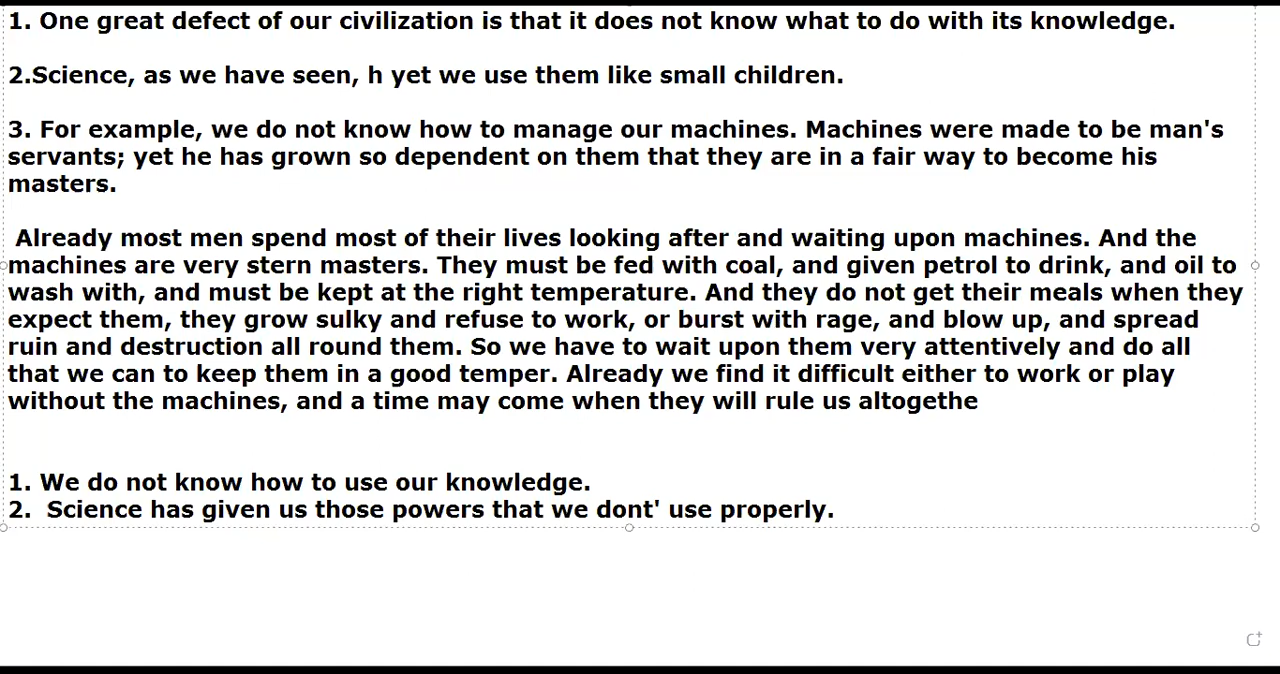 1. One great defect of our civilization is that it does not know what to do with its knowledge.
2.Science, as we have seen, h yet we use them like small children.
3. For example, we do not know how to manage our machines. Machines were made to be man's
servants; yet he has grown so dependent on them that they are in a fair way to become his
masters.
Already most men spend most of their lives looking after and waiting upon machines. And the
machines are very stern masters. They must be fed with coal, and given petrol to drink, and oil to
wash with, and must be kept at the right temperature. And they do not get their meals when they
expect them, they grow sulky and refuse to work, or burst with rage, and blow up, and spread
ruin and destruction all round them. So we have to wait upon them very attentively and do all
that we can to keep them in a good temper. Already we find it difficult either to work or play
without the machines, and a time may come when they will rule us altogethe
1. We do not know how to use our knowledge.
2.  Science has given us those powers that we dont' use properly.